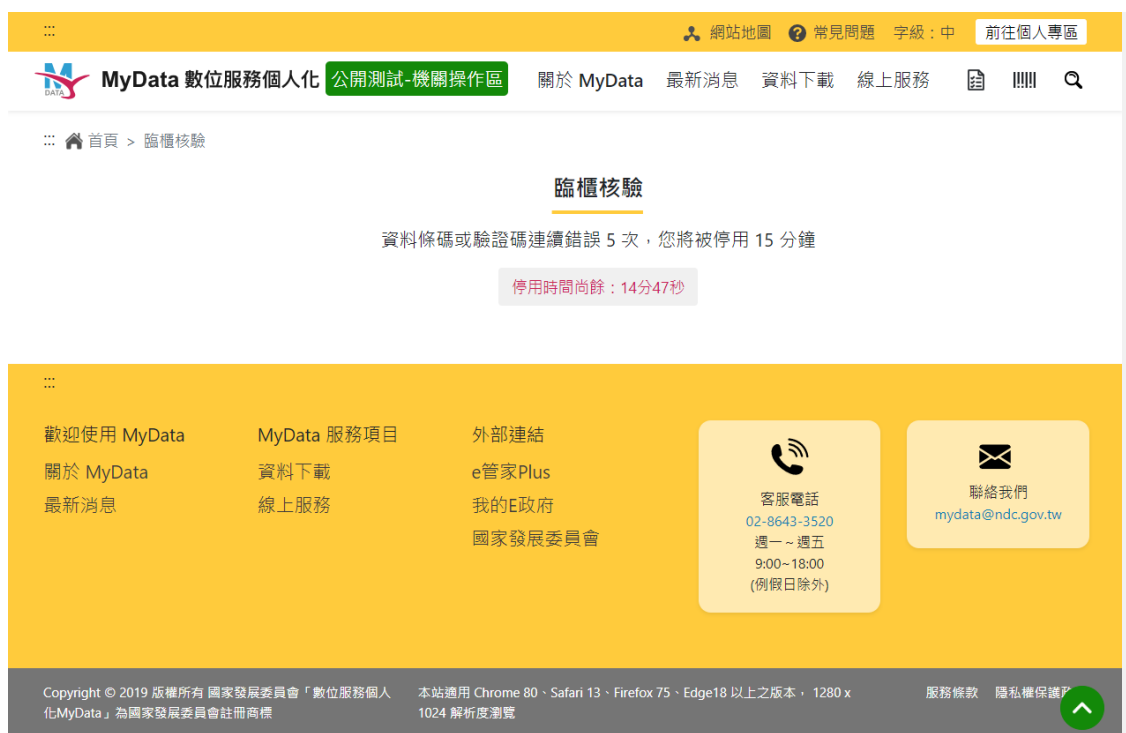 :::
網站地圖 常見問題 字級：中 前往個人專區
MY DATA MyData 數位服務個人化 公開測試-機關操作區 關於 MyData 最新消息 資料下載 線上服務
::: 首頁 > 臨櫃核驗
臨櫃核驗
資料條碼或驗證碼連續錯誤 5 次，您將被停用 15 分鐘
停用時間尚餘：14分47秒
:::
歡迎使用 MyData
關於 MyData
最新消息
MyData 服務項目
資料下載
線上服務
外部連結
e管家Plus
我的E政府
國家發展委員會
客服電話
02-8643-3520
週一～週五
9:00~18:00
(例假日除外)
聯絡我們
mydata@ndc.gov.tw
Copyright © 2019 版權所有 國家發展委員會「數位服務個人
化MyData」為國家發展委員會註冊商標
本站適用 Chrome 80、Safari 13、Firefox 75、Edge18 以上之版本， 1280 x
1024 解析度瀏覽
服務條款 隱私權保護